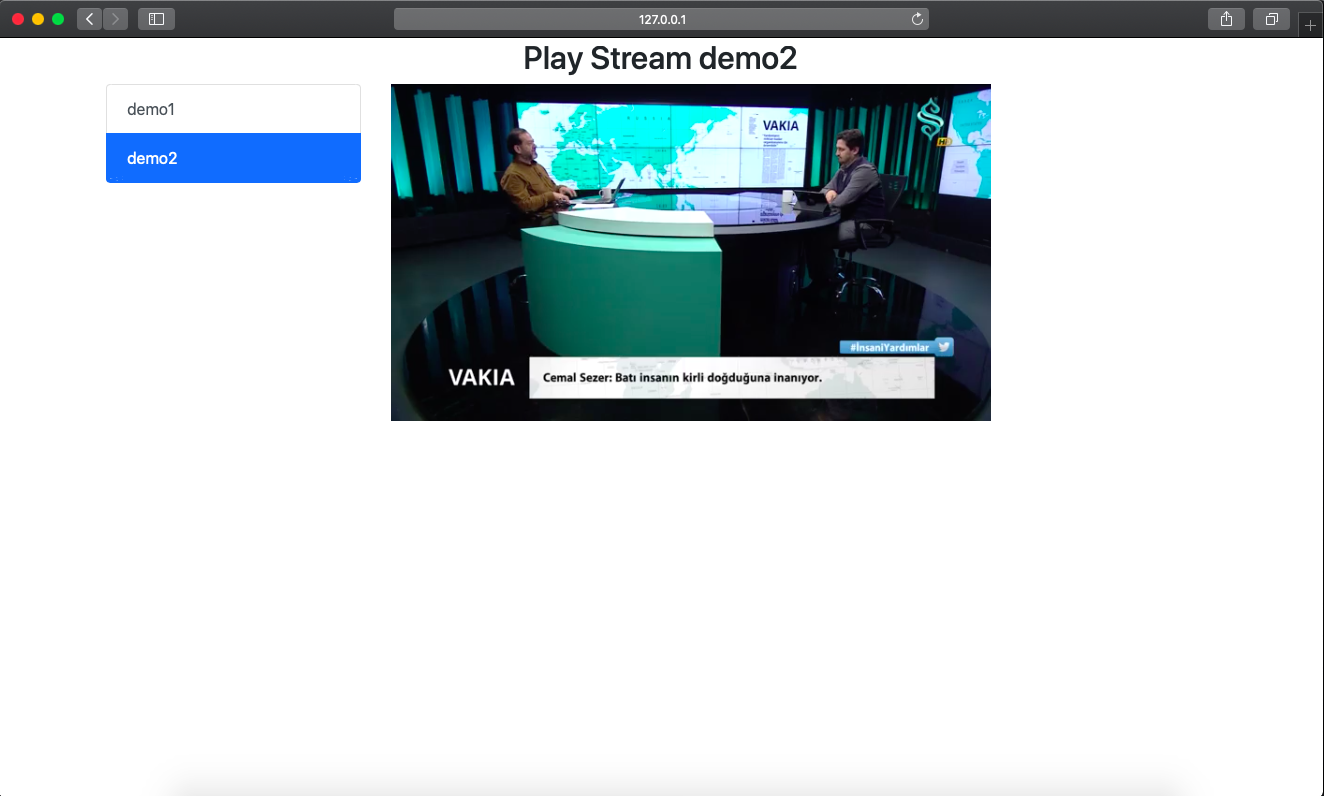 127.0.0.1
Play Stream demo2
demo1
demo2
VAKIA
#İnsaniYardımlar
VAKIA
Cemal Sezer: Batı insanın kirli doğduğuna inanıyor.